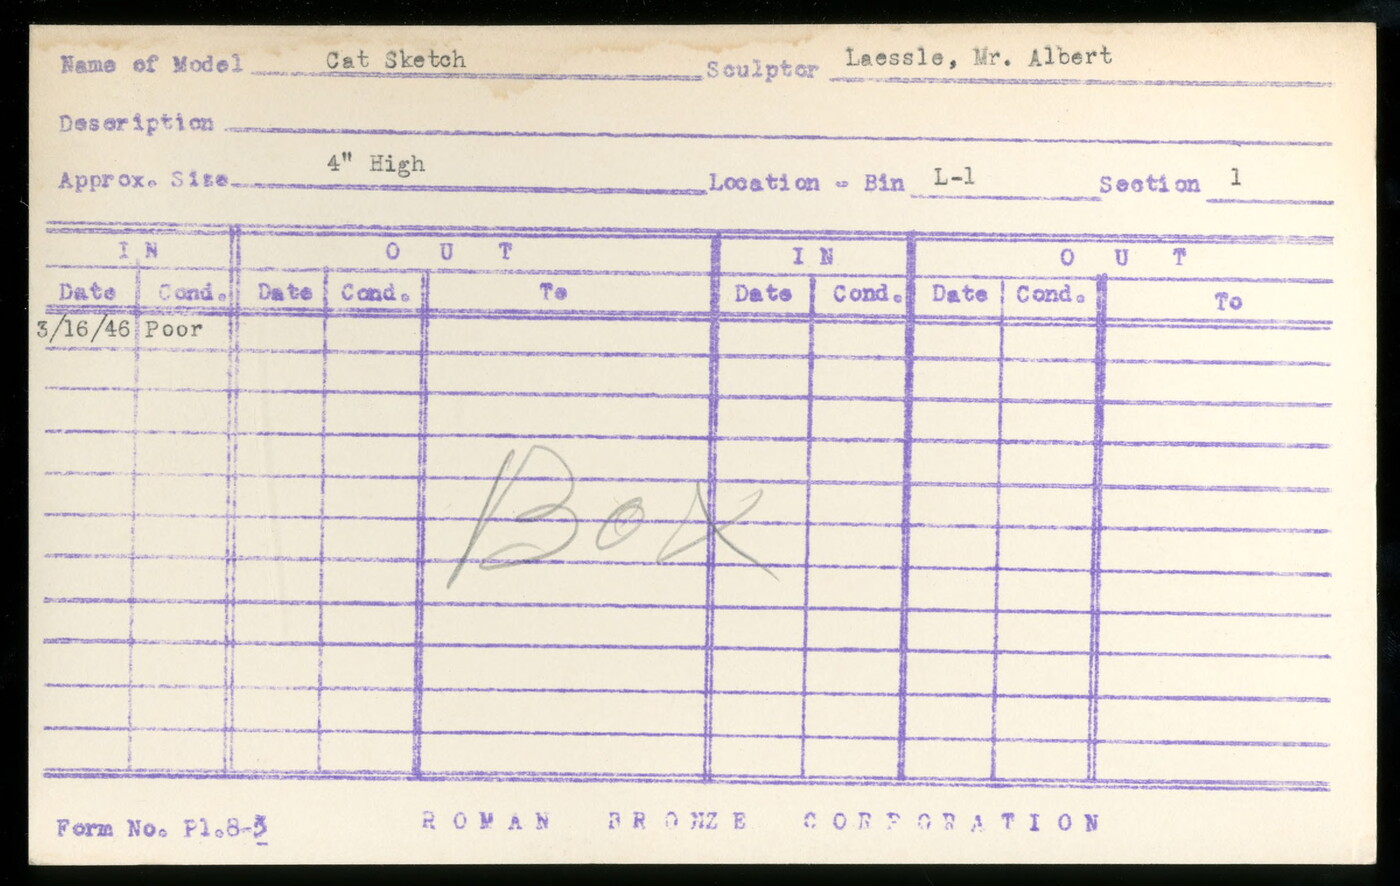 Name of Model Cat Sketch Sculptor Laessle, Mr. Albert
Description
Approx. Size 4" High Location - Bin L-1 Section 1
IN OUT IN OUT
Date Cond. Date Cond. To Date Cond. Date Cond. To
3/16/46 Poor
Box
Form No. Pl.8-3 ROMAN BRONZE CORPORATION